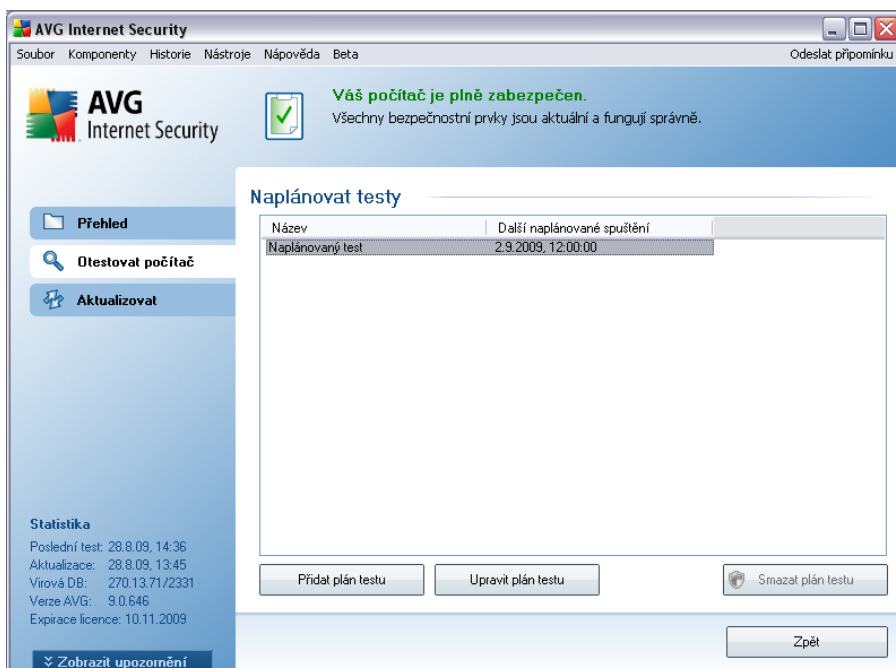 AVG Internet Security
Soubor Komponenty Historie Nástroje Nápověda Beta Odeslat připomínku
AVG
Internet Security
Váš počítač je plně zabezpečen.
Všechny bezpečnostní prvky jsou aktuální a fungují správně.
Přehled
Otestovat počítač
Aktualizovat
Naplánovat testy
Název Další naplánované spuštění
Naplánovaný test 2.9.2009, 12:00:00
Přidat plán testu Upravit plán testu Smazat plán testu
Zpět
Statistika
Poslední test: 28.8.09, 14:36
Aktualizace: 28.8.09, 13:45
Virová DB: 270.13.71/2331
Verze AVG: 9.0.646
Expirace licence: 10.11.2009
Zobrazit upozornění